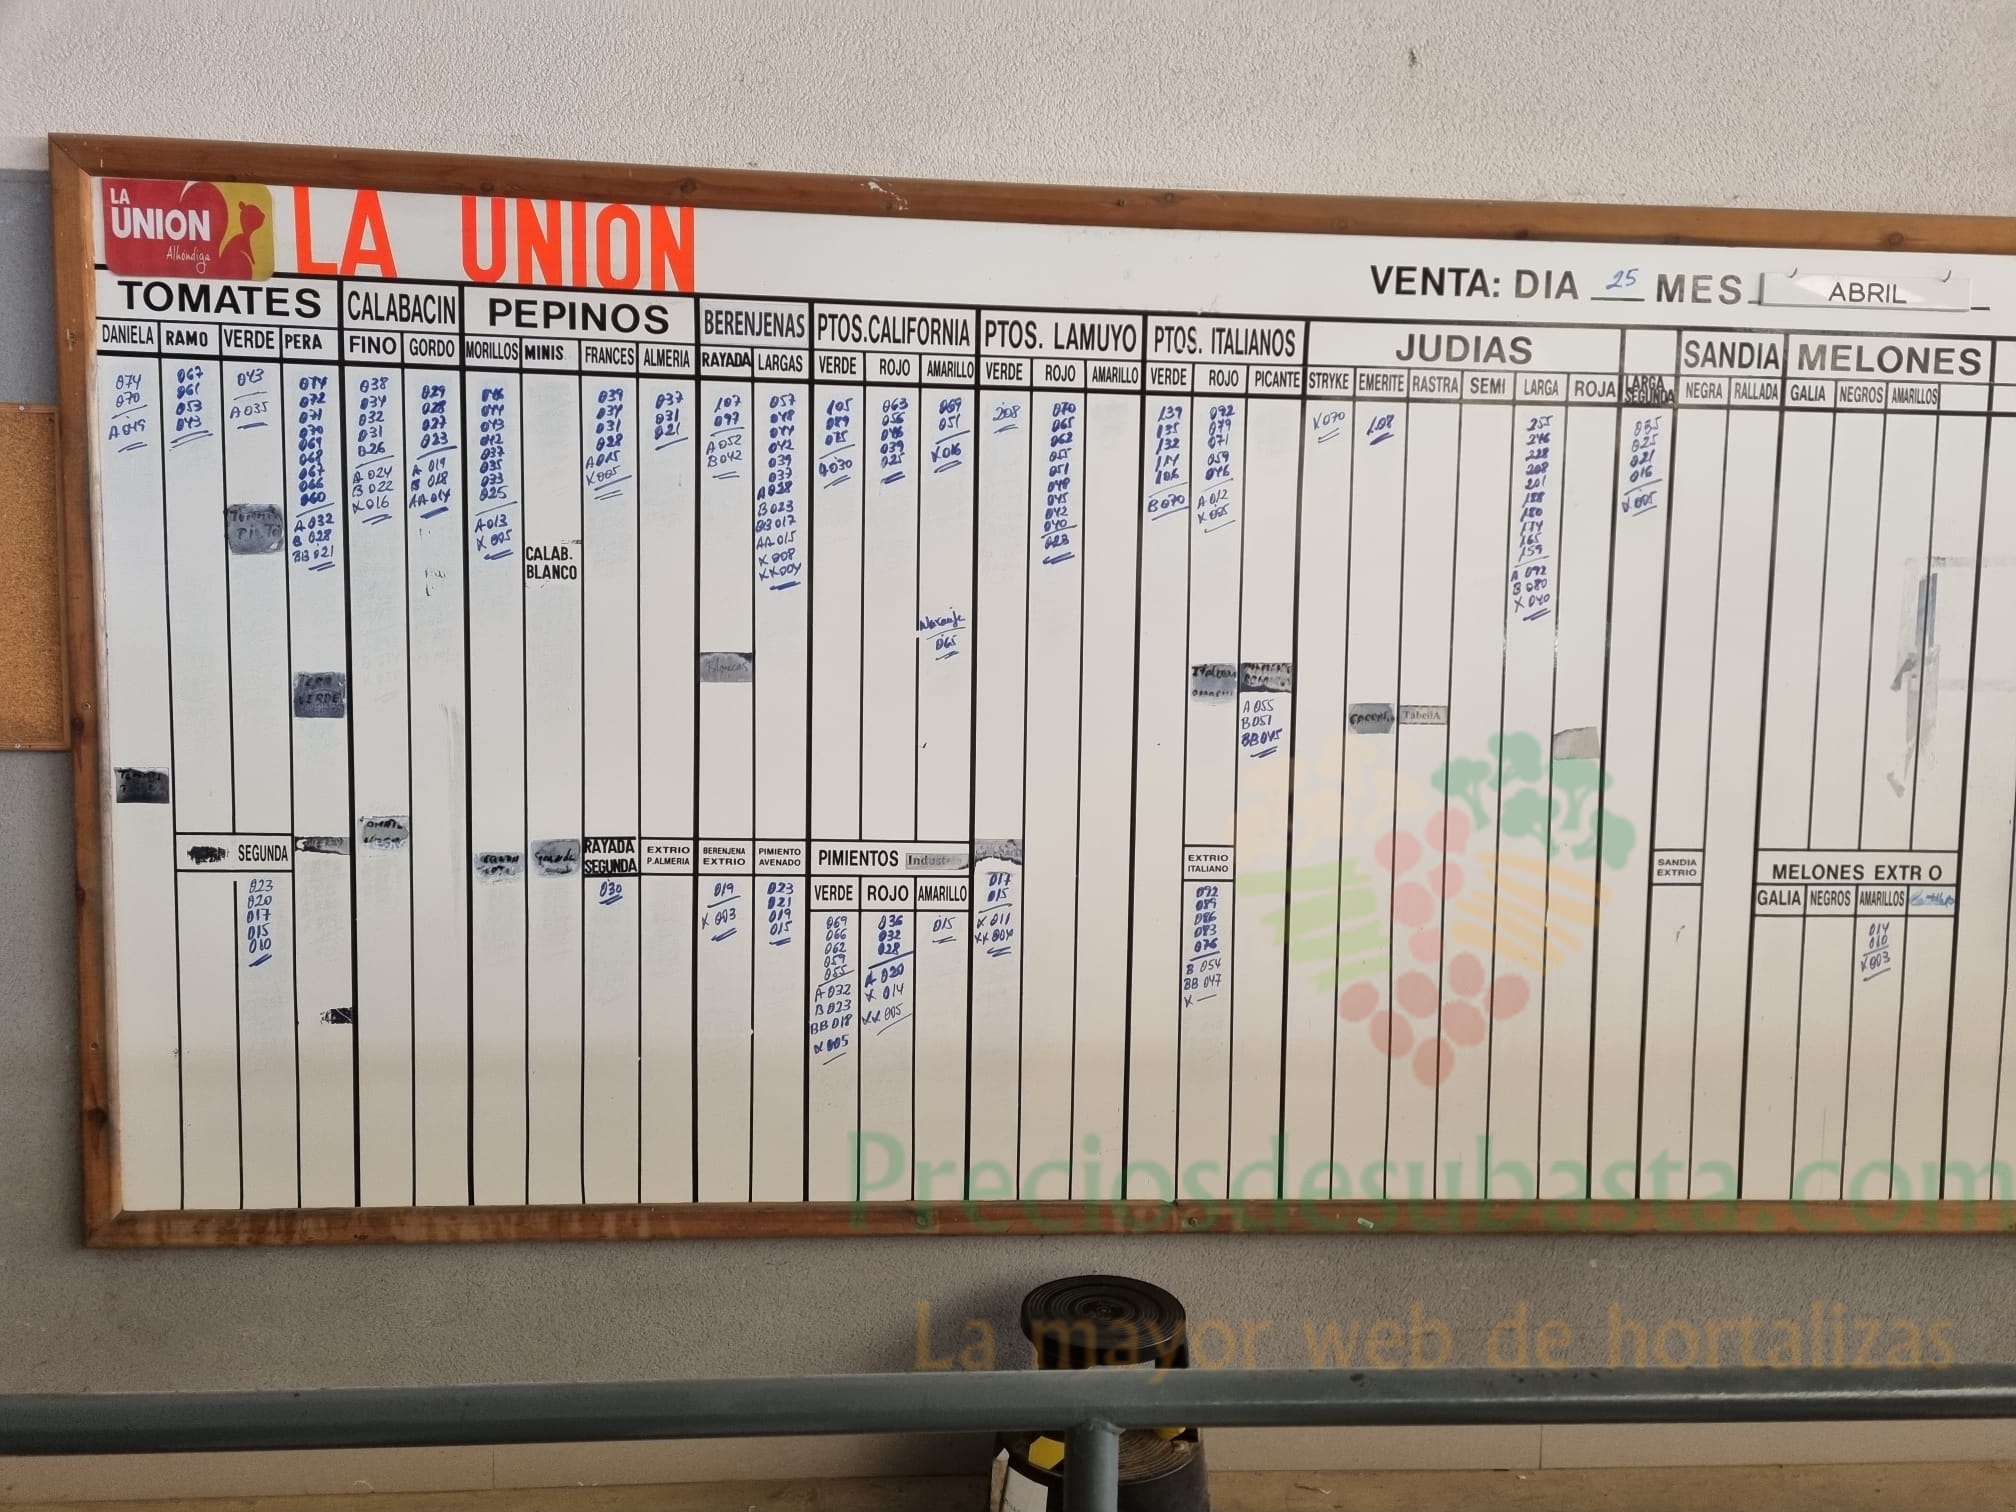 LA
UNION
Alhóndiga
LA UNION
VENTA: DIA 25 MES ABRIL
TOMATES CALABACIN PEPINOS BERENJENAS PTOS.CALIFORNIA PTOS. LAMUYO PTOS. ITALIANOS JUDIAS SANDIA MELONES
DANIELA RAMO VERDE PERA FINO GORDO MORILLOS MINIS FRANCES ALMERIA RAYADA LARGAS VERDE ROJO AMARILLO VERDE ROJO AMARILLO VERDE ROJO PICANTE STRYKE EMERITE RASTRA SEMI LARGA ROJA LARGA SEGUNDA NEGRA RALLADA GALIA NEGROS AMARILLOS
074
070
A 049
067
061
053
043
043
A 035
074
072
071
070
069
068
067
066
060
A 032
B 028
BB 021
038
034
032
031
026
A 024
B 022
X 016
029
028
027
023
A 019
B 018
AA 014
046
044
043
042
037
035
033
025
A 013
X 005
CALAB.
BLANCO
039
034
031
028
A 015
X 005
037
031
021
107
097
A 052
B 042
057
048
044
042
039
037
A 028
B 023
BB 017
AA 015
X 008
XX 004
105
089
075
A 030
063
056
046
039
025
069
051
X 016
Naranja
065
208
070
065
062
055
051
048
045
042
040
028
139
135
132
114
106
B 070
092
079
071
059
046
A 012
X 005
A 055
B 051
BB 045
X 070
108
TabellA
255
246
228
208
201
188
180
174
165
159
A 092
B 080
X 040
035
025
021
016
X 005
SEGUNDA
023
020
017
015
010
RAYADA
SEGUNDA
030
EXTRIO
P.ALMERIA
BERENJENA
EXTRIO
019
X 003
PIMIENTO
AVENADO
023
021
019
015
PIMIENTOS
VERDE ROJO AMARILLO
069
066
062
059
055
A 032
B 023
BB 018
X 005
036
032
028
A 020
X 014
XX 005
015
017
015
X 011
XX 004
EXTRIO
ITALIANO
092
089
086
083
076
B 054
BB 047
X —
SANDIA
EXTRIO
MELONES EXTR O
GALIA NEGROS AMARILLOS
014
010
X 003
Preciosdesubasta.com
La mayor web de hortalizas